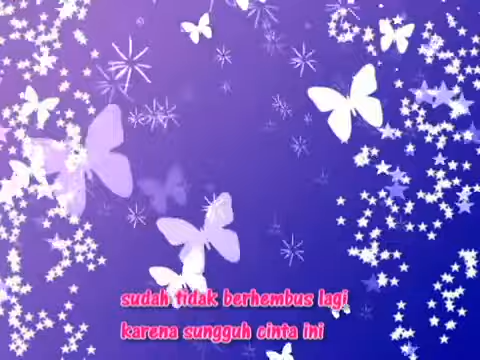 sudah tidak berhembus lagi
karena sungguh cinta ini